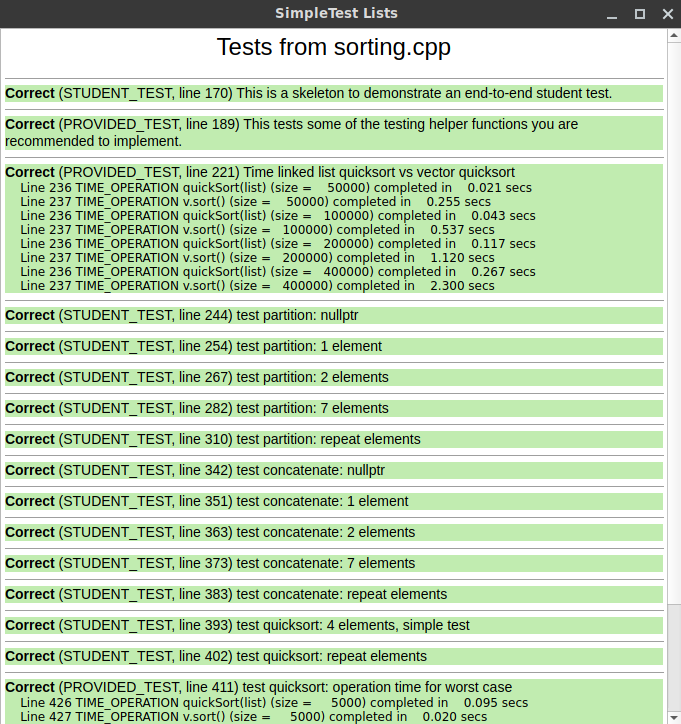 SimpleTest Lists
Tests from sorting.cpp
Correct (STUDENT_TEST, line 170) This is a skeleton to demonstrate an end-to-end student test.
Correct (PROVIDED_TEST, line 189) This tests some of the testing helper functions you are
recommended to implement.
Correct (PROVIDED_TEST, line 221) Time linked list quicksort vs vector quicksort
Line 236 TIME_OPERATION quickSort(list) (size = 50000) completed in 0.021 secs
Line 237 TIME_OPERATION v.sort() (size = 50000) completed in 0.255 secs
Line 236 TIME_OPERATION quickSort(list) (size = 100000) completed in 0.043 secs
Line 237 TIME_OPERATION v.sort() (size = 100000) completed in 0.537 secs
Line 236 TIME_OPERATION quickSort(list) (size = 200000) completed in 0.117 secs
Line 237 TIME_OPERATION v.sort() (size = 200000) completed in 1.120 secs
Line 236 TIME_OPERATION quickSort(list) (size = 400000) completed in 0.267 secs
Line 237 TIME_OPERATION v.sort() (size = 400000) completed in 2.300 secs
Correct (STUDENT_TEST, line 244) test partition: nullptr
Correct (STUDENT_TEST, line 254) test partition: 1 element
Correct (STUDENT_TEST, line 267) test partition: 2 elements
Correct (STUDENT_TEST, line 282) test partition: 7 elements
Correct (STUDENT_TEST, line 310) test partition: repeat elements
Correct (STUDENT_TEST, line 342) test concatenate: nullptr
Correct (STUDENT_TEST, line 351) test concatenate: 1 element
Correct (STUDENT_TEST, line 363) test concatenate: 2 elements
Correct (STUDENT_TEST, line 373) test concatenate: 7 elements
Correct (STUDENT_TEST, line 383) test concatenate: repeat elements
Correct (STUDENT_TEST, line 393) test quicksort: 4 elements, simple test
Correct (STUDENT_TEST, line 402) test quicksort: repeat elements
Correct (PROVIDED_TEST, line 411) test quicksort: operation time for worst case
Line 426 TIME_OPERATION quickSort(list) (size = 5000) completed in 0.095 secs
Line 427 TIME_OPERATION v.sort() (size = 5000) completed in 0.020 secs